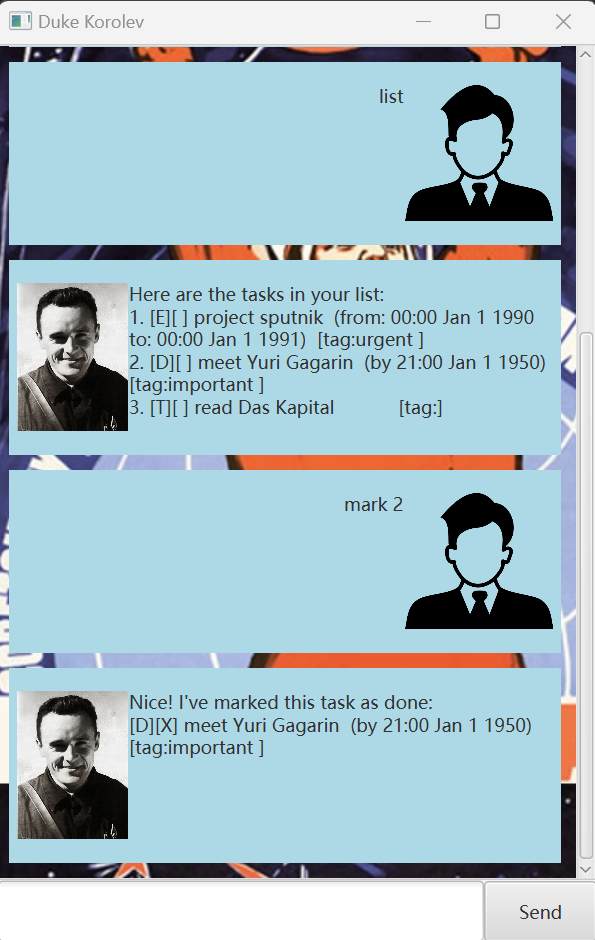 Duke Korolev
list
Here are the tasks in your list:
1. [E][ ] project sputnik  (from: 00:00 Jan 1 1990
to: 00:00 Jan 1 1991)  [tag:urgent ]
2. [D][ ] meet Yuri Gagarin  (by 21:00 Jan 1 1950)
[tag:important ]
3. [T][ ] read Das Kapital             [tag:]
mark 2
Nice! I've marked this task as done:
[D][X] meet Yuri Gagarin  (by 21:00 Jan 1 1950)
[tag:important ]
Send